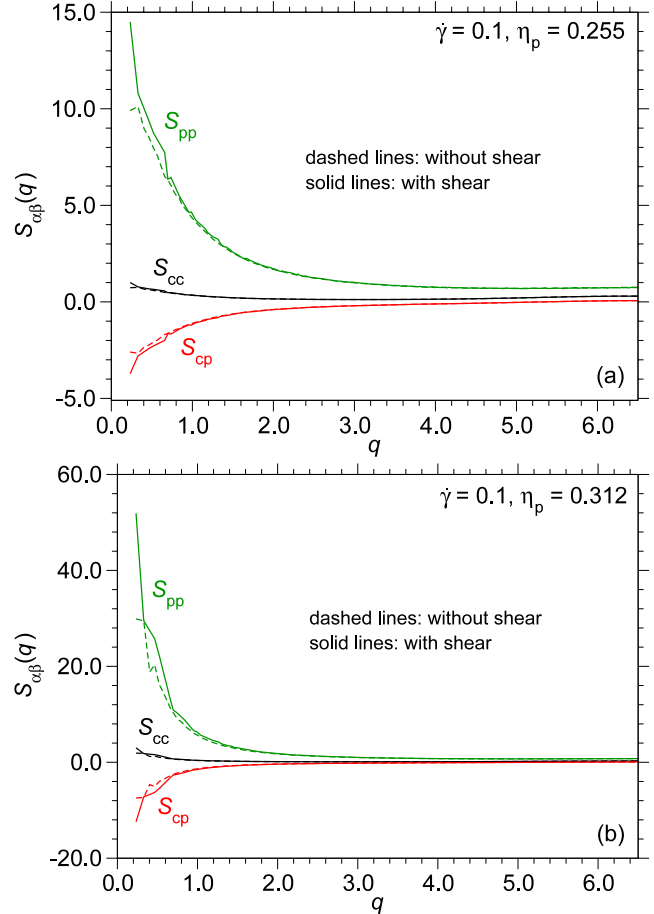 15.0
γ̇ = 0.1, ηp = 0.255
10.0
Spp
dashed lines: without shear
solid lines: with shear
Sαβ(q)
5.0
Scc
0.0
Scp
(a)
-5.0
0.0 1.0 2.0 3.0 4.0 5.0 6.0
q
60.0
γ̇ = 0.1, ηp = 0.312
40.0
Spp
dashed lines: without shear
solid lines: with shear
Sαβ(q)
20.0
Scc
0.0
Scp
(b)
-20.0
0.0 1.0 2.0 3.0 4.0 5.0 6.0
q